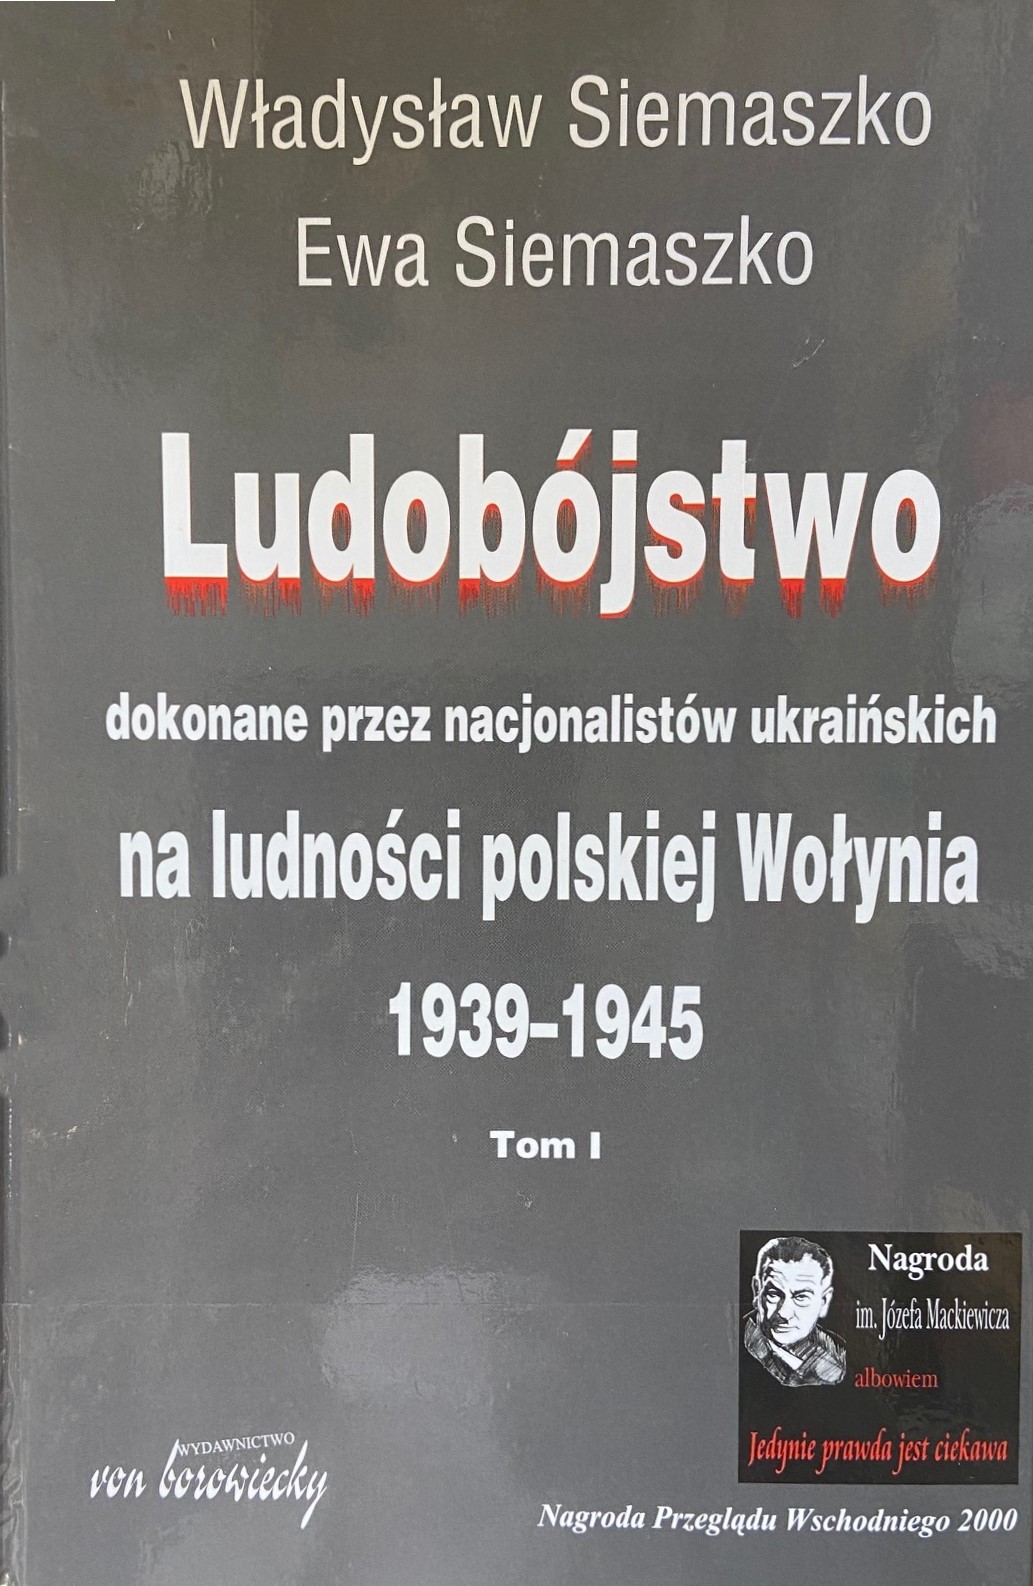 Władysław Siemaszko
Ewa Siemaszko
Ludobójstwo
dokonane przez nacjonalistów ukraińskich
na ludności polskiej Wołynia
1939–1945
Tom I
Nagroda
im. Józefa Mackiewicza
albowiem
Jedynie prawda jest ciekawa
WYDAWNICTWO
von borowiecky
Nagroda Przeglądu Wschodniego 2000